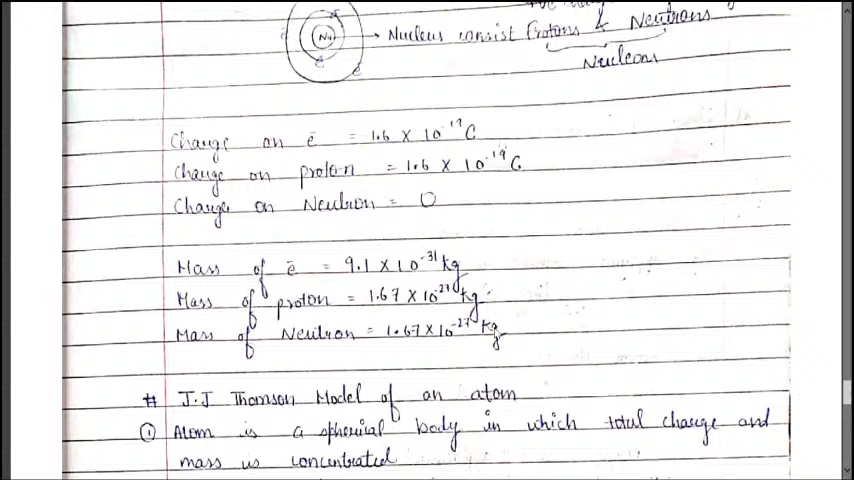 Nu
→ Nucleus consist Protons & Neutrons
Nucleons
Charge on ē = 1.6 × 10⁻¹⁹ C
Charge on proton = 1.6 × 10⁻¹⁹ C
Charge on Neutron = 0
Mass of ē = 9.1 × 10⁻³¹ kg
Mass of proton = 1.67 × 10⁻²⁷ kg
Mass of Neutron = 1.67 × 10⁻²⁷ kg
# J.J Thomson Model of an atom
① Atom is a spherical body in which total charge and
mass is concentrated